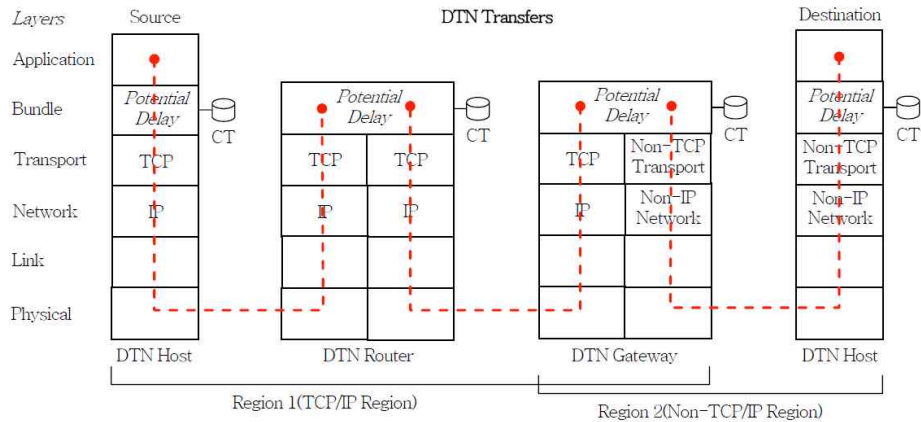 Layers Source DTN Transfers Destination
Application
Bundle Potential Delay CT Potential Delay CT Potential Delay CT Potential Delay CT
Transport TCP TCP TCP TCP Non-TCP Transport Non-TCP Transport
Network IP IP IP IP Non-IP Network Non-IP Network
Link
Physical
DTN Host DTN Router DTN Gateway DTN Host
Region 1(TCP/IP Region)
Region 2(Non-TCP/IP Region)